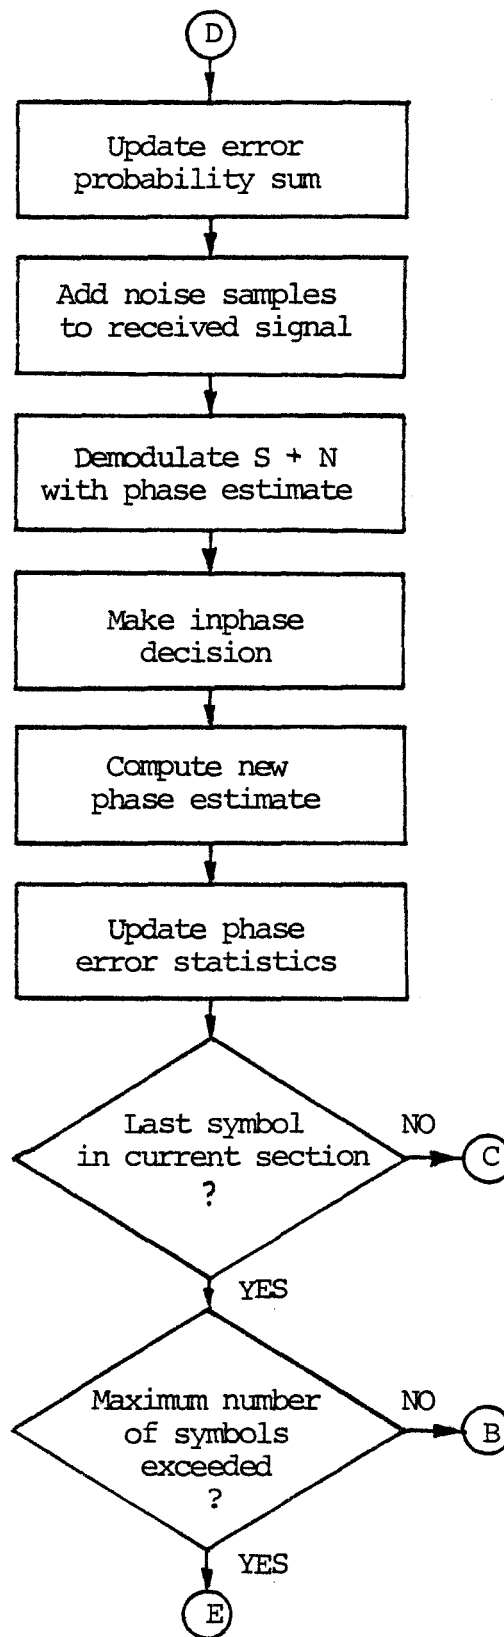 D
Update error
probability sum
Add noise samples
to received signal
Demodulate S + N
with phase estimate
Make inphase
decision
Compute new
phase estimate
Update phase
error statistics
Last symbol
in current section
?
NO
C
YES
Maximum number
of symbols
exceeded
?
NO
B
YES
E